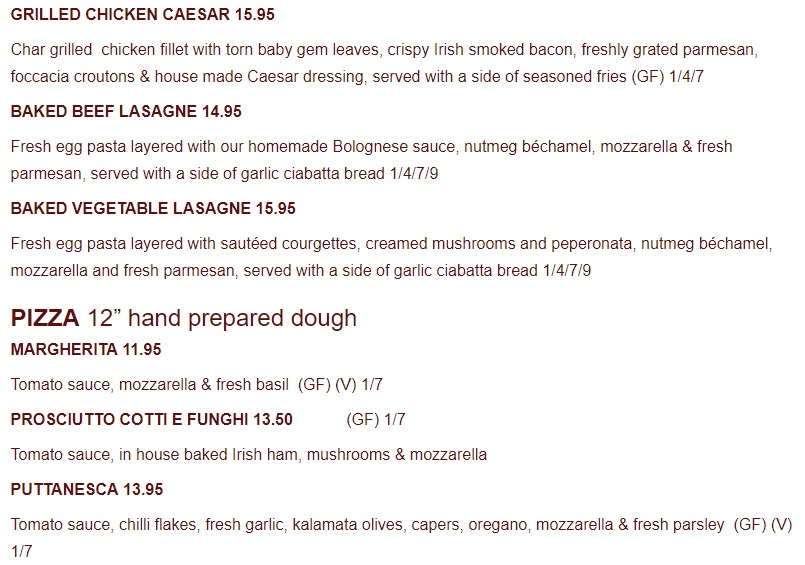 GRILLED CHICKEN CAESAR 15.95
Char grilled  chicken fillet with torn baby gem leaves, crispy Irish smoked bacon, freshly grated parmesan,
foccacia croutons & house made Caesar dressing, served with a side of seasoned fries (GF) 1/4/7
BAKED BEEF LASAGNE 14.95
Fresh egg pasta layered with our homemade Bolognese sauce, nutmeg béchamel, mozzarella & fresh
parmesan, served with a side of garlic ciabatta bread 1/4/7/9
BAKED VEGETABLE LASAGNE 15.95
Fresh egg pasta layered with sautéed courgettes, creamed mushrooms and peperonata, nutmeg béchamel,
mozzarella and fresh parmesan, served with a side of garlic ciabatta bread 1/4/7/9
PIZZA 12” hand prepared dough
MARGHERITA 11.95
Tomato sauce, mozzarella & fresh basil  (GF) (V) 1/7
PROSCIUTTO COTTI E FUNGHI 13.50 (GF) 1/7
Tomato sauce, in house baked Irish ham, mushrooms & mozzarella
PUTTANESCA 13.95
Tomato sauce, chilli flakes, fresh garlic, kalamata olives, capers, oregano, mozzarella & fresh parsley  (GF) (V)
1/7